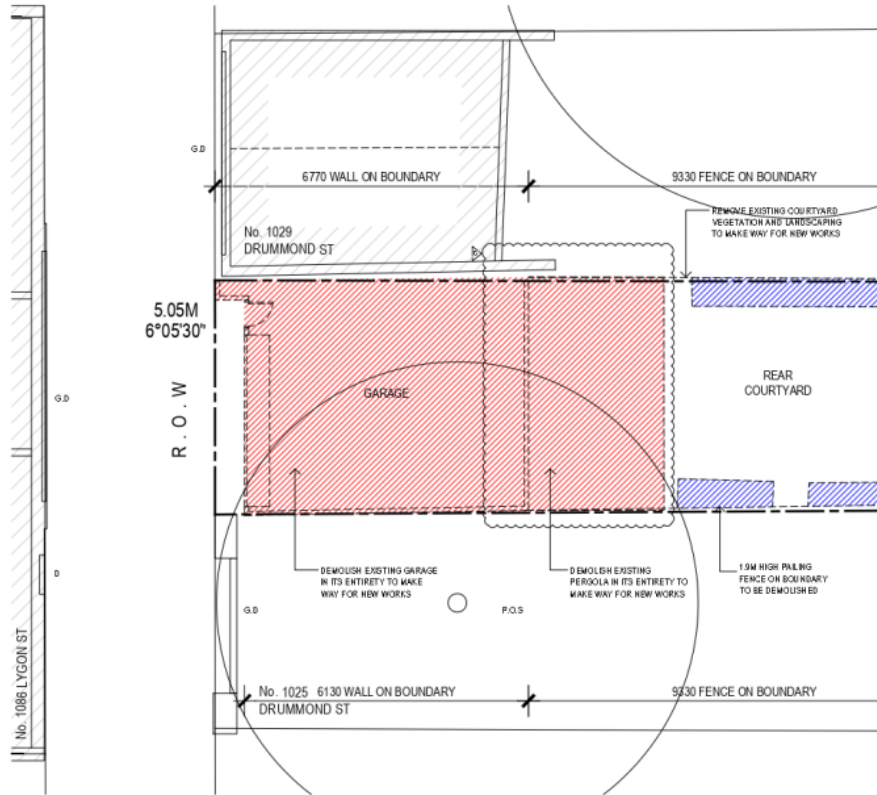 G.D
6770 WALL ON BOUNDARY
9330 FENCE ON BOUNDARY
REMOVE EXISTING COURTYARD
VEGETATION AND LANDSCAPING
TO MAKE WAY FOR NEW WORKS
No. 1029
DRUMMOND ST
5.05M
6°05'30"
R.O.W
G.D
GARAGE
REAR
COURTYARD
DEMOLISH EXISTING GARAGE
IN ITS ENTIRETY TO MAKE
WAY FOR NEW WORKS
DEMOLISH EXISTING
PERGOLA IN ITS ENTIRETY TO
MAKE WAY FOR NEW WORKS
1.9M HIGH PAILING
FENCE ON BOUNDARY
TO BE DEMOLISHED
D
G.D
P.O.S
No. 1086 LYGON ST
No. 1025
DRUMMOND ST
6130 WALL ON BOUNDARY
9330 FENCE ON BOUNDARY